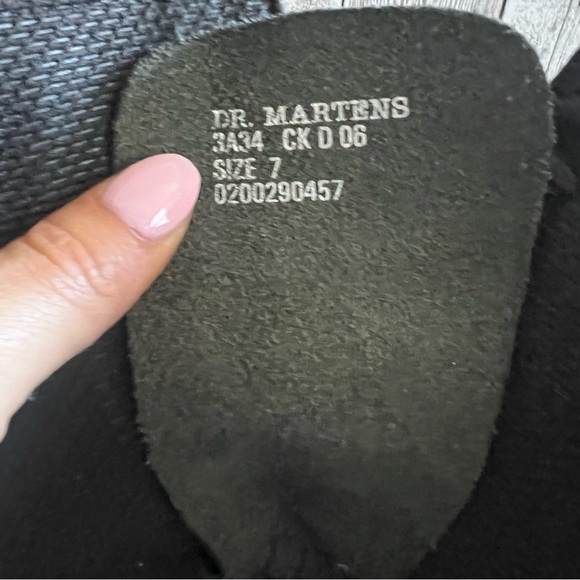 DR. MARTENS
3A34 CK D 06
SIZE 7
0200290457